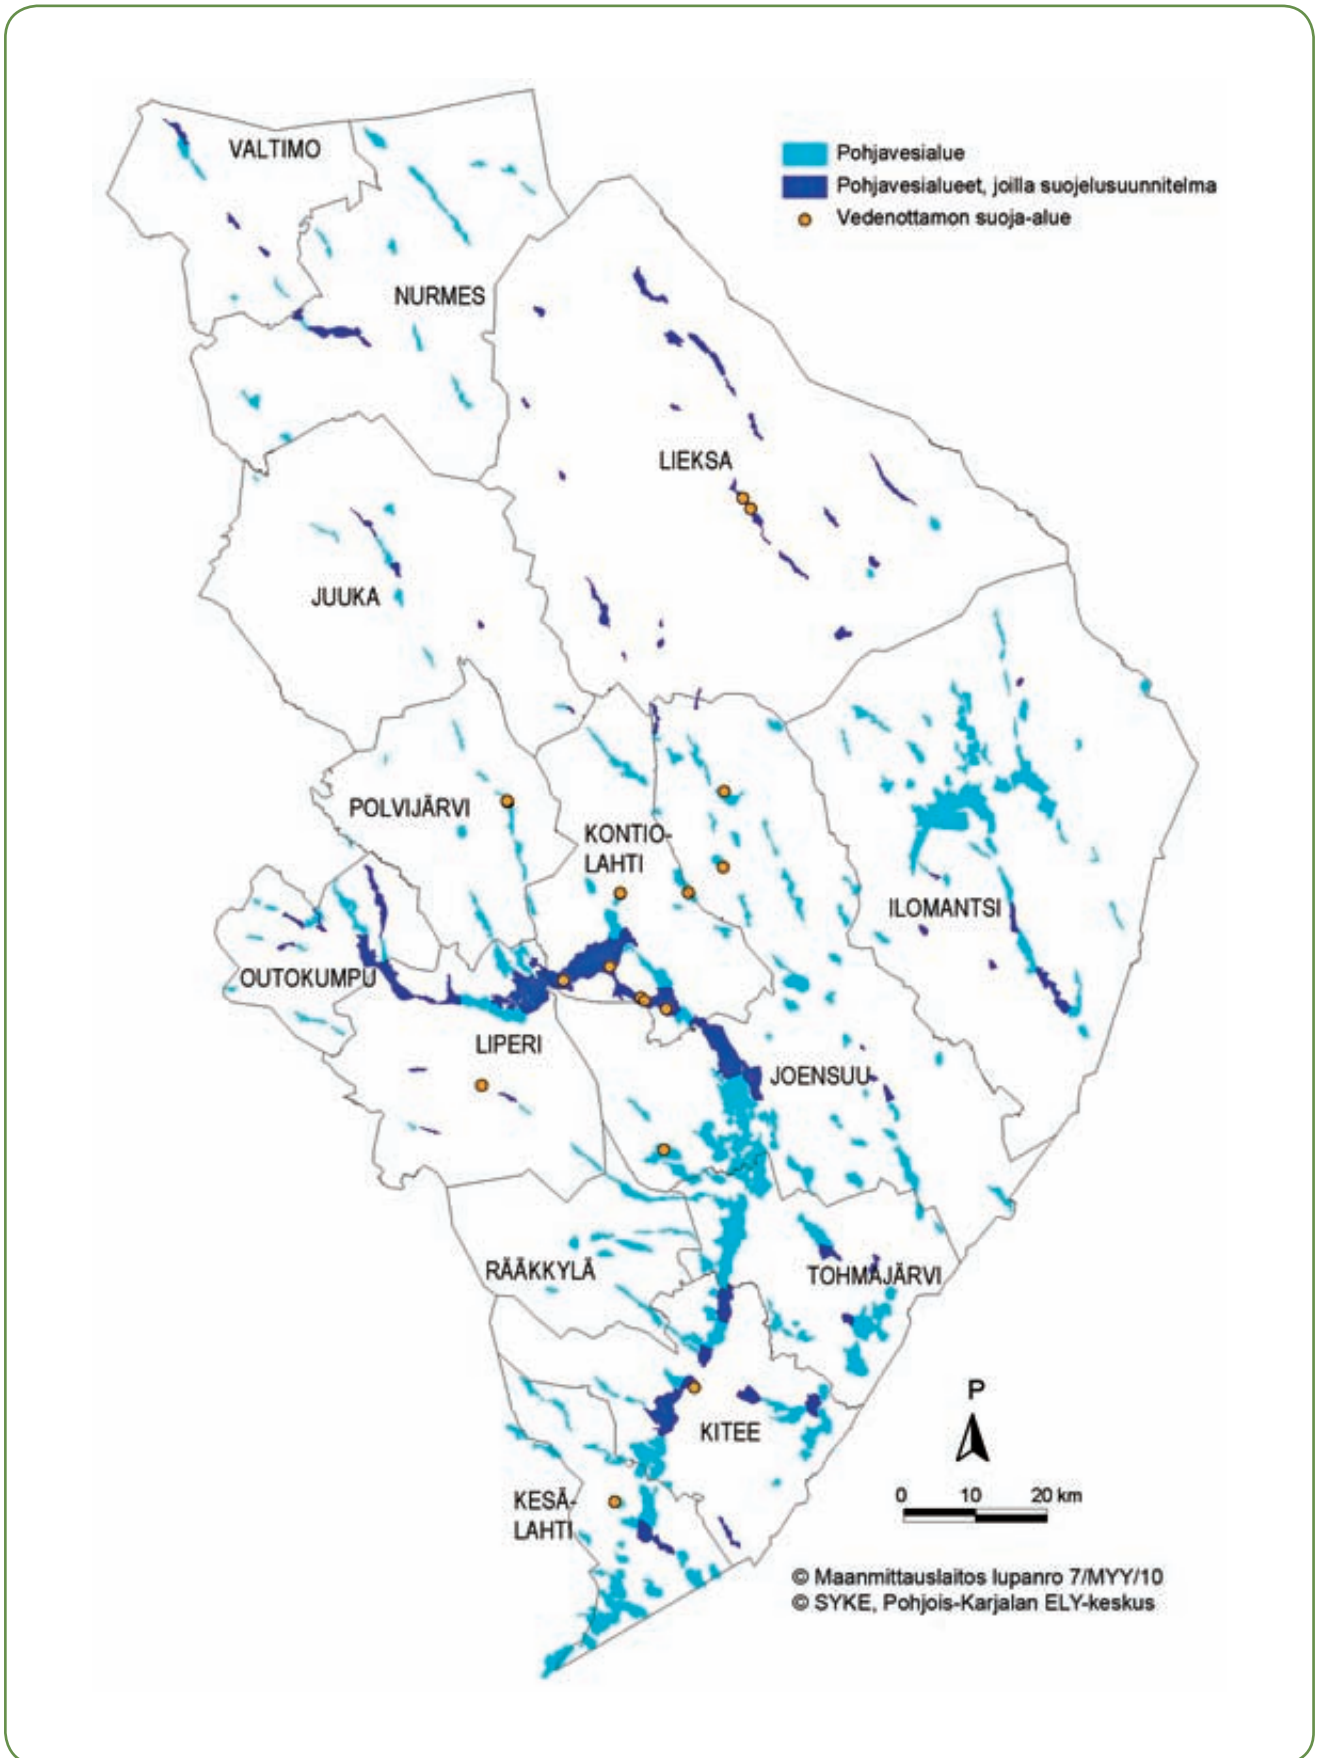 VALTIMO
Pohjavesialue
Pohjavesialueet, joilla suojelusuunnitelma
Vedenottamon suoja-alue
NURMES
LIEKSA
JUUKA
POLVIJÄRVI
KONTIO-
LAHTI
ILOMANTSI
OUTOKUMPU
LIPERI
JOENSUU
RÄÄKKYLÄ
TOHMAJÄRVI
P
KITEE
0 10 20 km
KESÄ-
LAHTI
© Maanmittauslaitos lupanro 7/MYY/10
© SYKE, Pohjois-Karjalan ELY-keskus